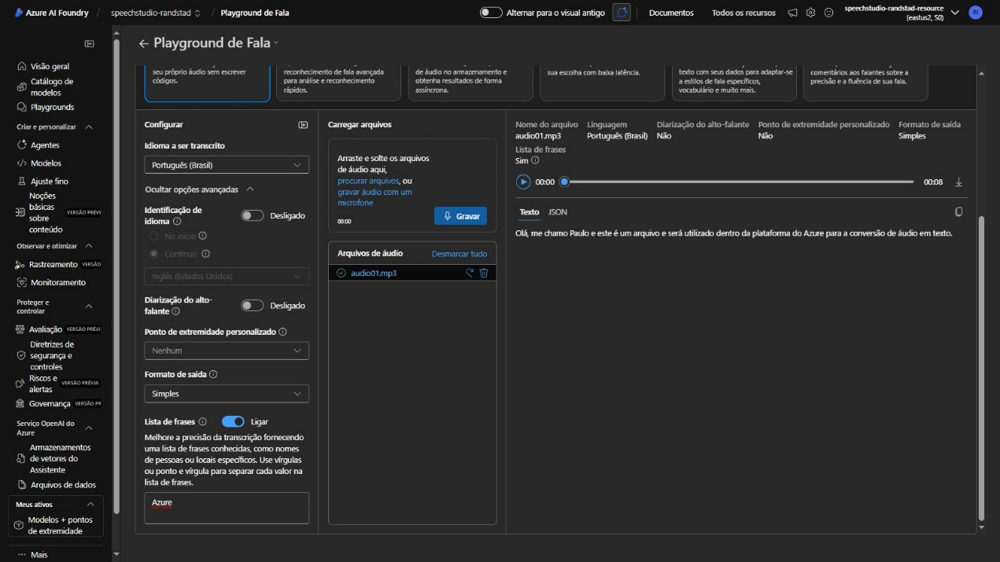 Azure AI Foundry / speechstudio-randstad / Playground de Fala
Alternar para o visual antigo
Documentos
Todos os recursos
speechstudio-randstad-resource
(eastus2, S0)
PJ
Visão geral
Catálogo de
modelos
Playgrounds
Criar e personalizar
Agentes
Modelos
Ajuste fino
Noções
básicas
sobre
conteúdo
VERSÃO PRÉVI
Observar e otimizar
Rastreamento VERSÃO
Monitoramento
Proteger e
controlar
Avaliação VERSÃO PRÉVI
Diretrizes de
segurança e
controles
Riscos e
alertas
VERSÃO PRÉVIA
Governança VERSÃO PR
Serviço OpenAI do
Azure
Armazenamentos
de vetores do
Assistente
Arquivos de dados
Meus ativos
Modelos + pontos
de extremidade
Mais
Playground de Fala
seu próprio áudio sem escrever
códigos.
reconhecimento de fala avançada
para análise e reconhecimento
rápidos.
de áudio no armazenamento e
obtenha resultados de forma
assíncrona.
sua escolha com baixa latência.
texto com seus dados para adaptar-se
a estilos de fala específicos,
vocabulário e muito mais.
comentários aos falantes sobre a
precisão e a fluência de sua fala.
Configurar
Idioma a ser transcrito
Português (Brasil)
Ocultar opções avançadas
Identificação de
idioma
Desligado
No início
Contínuo
Inglês (Estados Unidos)
Diarização do alto-
falante
Desligado
Ponto de extremidade personalizado
Nenhum
Formato de saída
Simples
Lista de frases
Ligar
Melhore a precisão da transcrição fornecendo
uma lista de frases conhecidas, como nomes
de pessoas ou locais específicos. Use vírgulas
ou ponto e vírgula para separar cada valor na
lista de frases.
Azure
Carregar arquivos
Arraste e solte os arquivos
de áudio aqui,
procurar arquivos, ou
gravar áudio com um
microfone
00:00
Gravar
Arquivos de áudio
Desmarcar tudo
audio01.mp3
Nome do arquivo
audio01.mp3
Linguagem
Português (Brasil)
Diarização do alto-falante
Não
Ponto de extremidade personalizado
Não
Formato de saída
Simples
Lista de frases
Sim
00:00
00:08
Texto
JSON
Olá, me chamo Paulo e este é um arquivo e será utilizado dentro da plataforma do Azure para a conversão de áudio em texto.